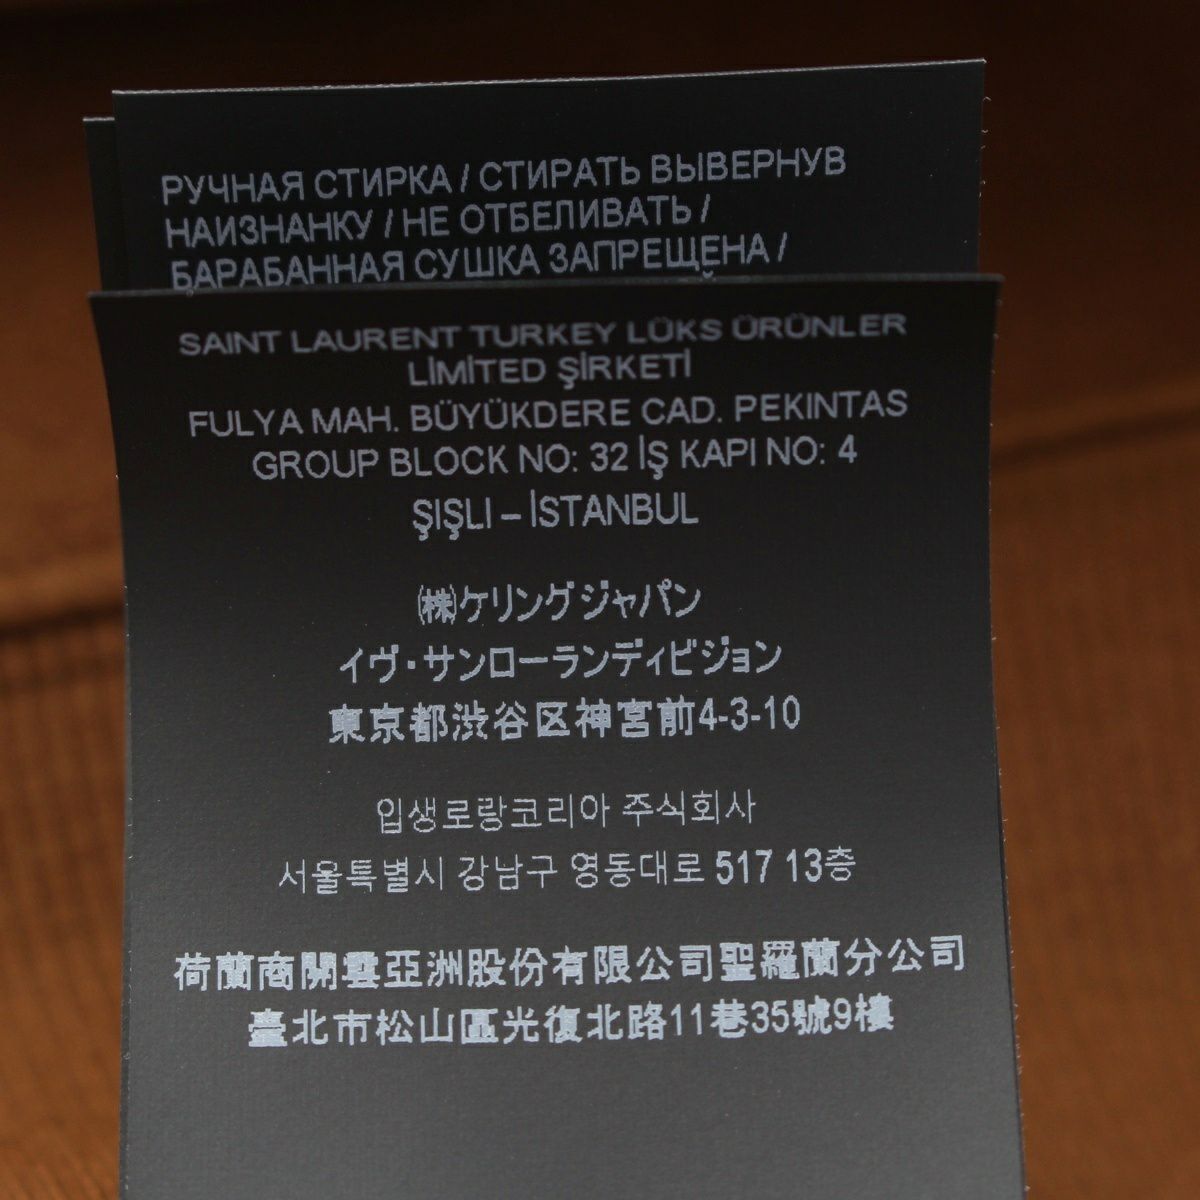 РУЧНАЯ СТИРКА / СТИРАТЬ ВЫВЕРНУВ
НАИЗНАНКУ / НЕ ОТБЕЛИВАТЬ /
БАРАБАННАЯ СУШКА ЗАПРЕЩЕНА /
SAINT LAURENT TURKEY LÜKS ÜRÜNLER
LİMİTED ŞİRKETİ
FULYA MAH. BÜYÜKDERE CAD. PEKINTAS
GROUP BLOCK NO: 32 İŞ KAPI NO: 4
ŞIŞLI – İSTANBUL
㈱ケリングジャパン
イヴ・サンローランディビジョン
東京都渋谷区神宮前4-3-10
입생로랑코리아 주식회사
서울특별시 강남구 영동대로 517 13층
荷蘭商開雲亞洲股份有限公司聖羅蘭分公司
臺北市松山區光復北路11巷35號9樓